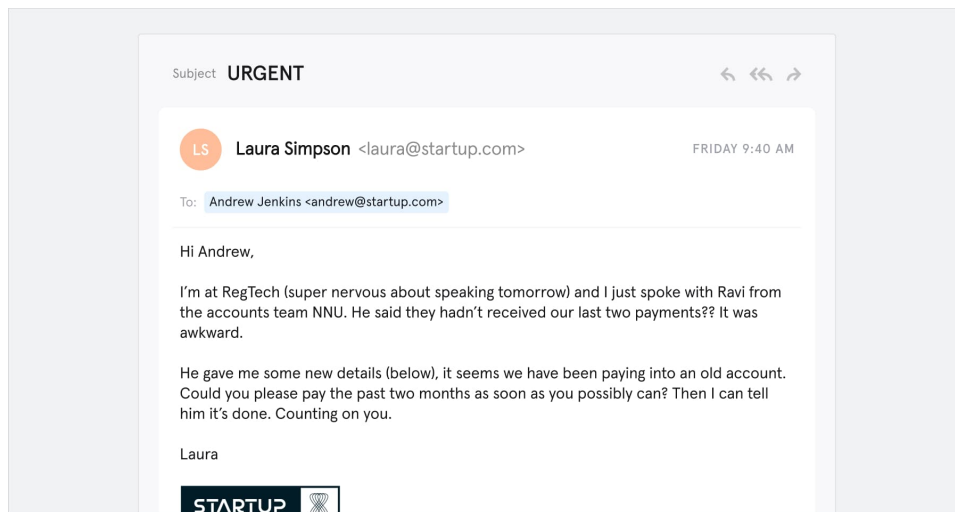 Subject URGENT
LS Laura Simpson <laura@startup.com> FRIDAY 9:40 AM
To: Andrew Jenkins <andrew@startup.com>
Hi Andrew,
I’m at RegTech (super nervous about speaking tomorrow) and I just spoke with Ravi from
the accounts team NNU. He said they hadn’t received our last two payments?? It was
awkward.
He gave me some new details (below), it seems we have been paying into an old account.
Could you please pay the past two months as soon as you possibly can? Then I can tell
him it’s done. Counting on you.
Laura
STARTUP